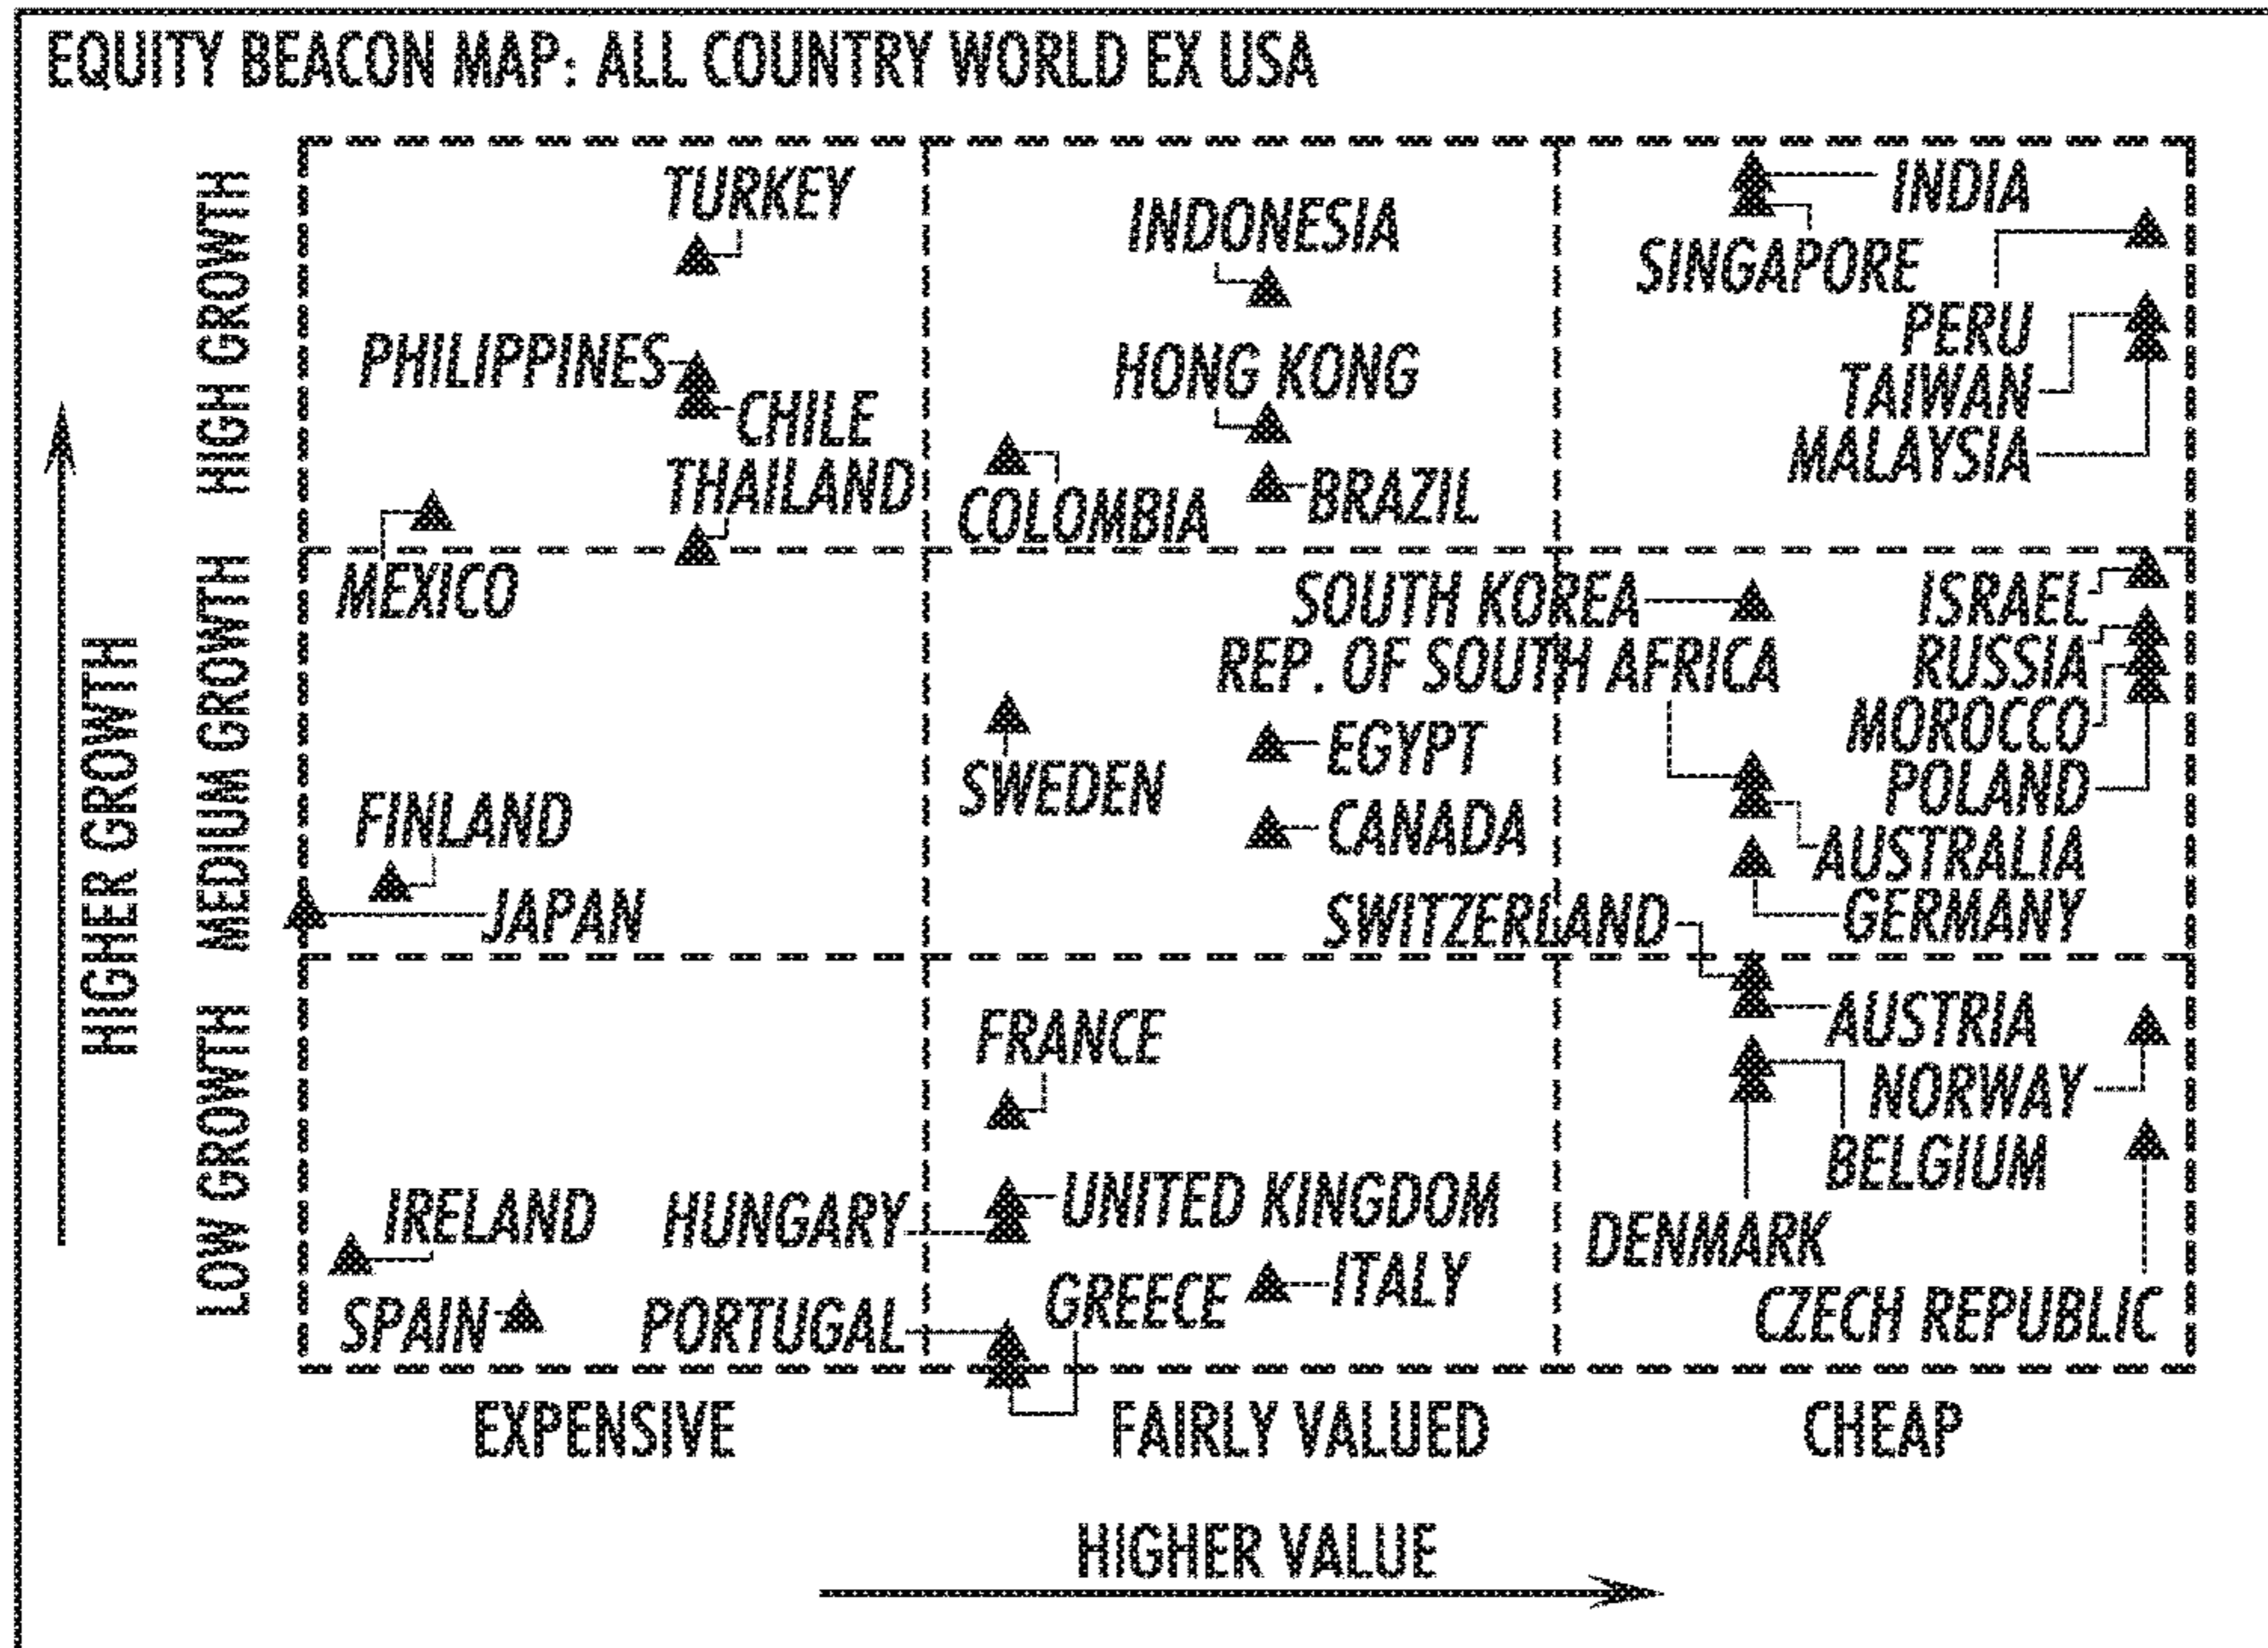 EQUITY BEACON MAP: ALL COUNTRY WORLD EX USA
HIGHER GROWTH
HIGH GROWTH
MEDIUM GROWTH
LOW GROWTH
TURKEY
PHILIPPINES
CHILE
THAILAND
MEXICO
INDONESIA
HONG KONG
COLOMBIA
BRAZIL
INDIA
SINGAPORE
PERU
TAIWAN
MALAYSIA
FINLAND
JAPAN
SWEDEN
EGYPT
CANADA
SOUTH KOREA
REP. OF SOUTH AFRICA
ISRAEL
RUSSIA
MOROCCO
POLAND
AUSTRALIA
GERMANY
SWITZERLAND
IRELAND
SPAIN
HUNGARY
PORTUGAL
FRANCE
UNITED KINGDOM
GREECE
ITALY
AUSTRIA
NORWAY
BELGIUM
DENMARK
CZECH REPUBLIC
EXPENSIVE
FAIRLY VALUED
CHEAP
HIGHER VALUE